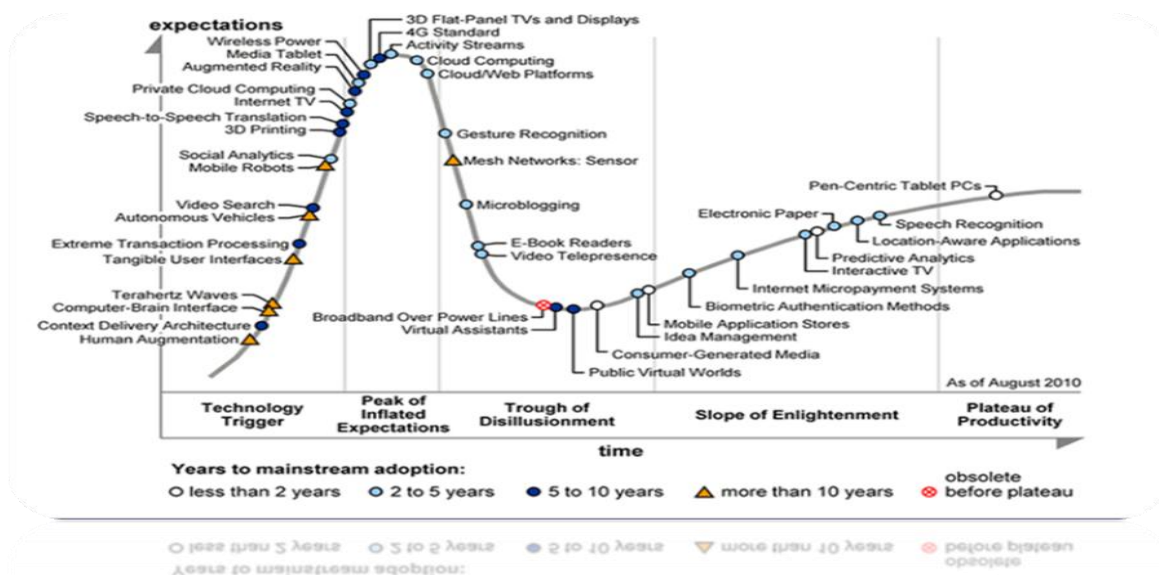 expectations
3D Flat-Panel TVs and Displays
4G Standard
Activity Streams
Wireless Power
Media Tablet
Augmented Reality
Cloud Computing
Cloud/Web Platforms
Private Cloud Computing
Internet TV
Speech-to-Speech Translation
3D Printing
Gesture Recognition
Social Analytics
Mobile Robots
Mesh Networks: Sensor
Video Search
Autonomous Vehicles
Microblogging
Extreme Transaction Processing
Tangible User Interfaces
E-Book Readers
Video Telepresence
Terahertz Waves
Computer-Brain Interface
Context Delivery Architecture
Human Augmentation
Broadband Over Power Lines
Virtual Assistants
Public Virtual Worlds
Consumer-Generated Media
Idea Management
Mobile Application Stores
Biometric Authentication Methods
Internet Micropayment Systems
Interactive TV
Predictive Analytics
Electronic Paper
Location-Aware Applications
Speech Recognition
Pen-Centric Tablet PCs
As of August 2010
Technology
Trigger
Peak of
Inflated
Expectations
Trough of
Disillusionment
Slope of Enlightenment
Plateau of
Productivity
time
Years to mainstream adoption:
less than 2 years
2 to 5 years
5 to 10 years
more than 10 years
obsolete
before plateau